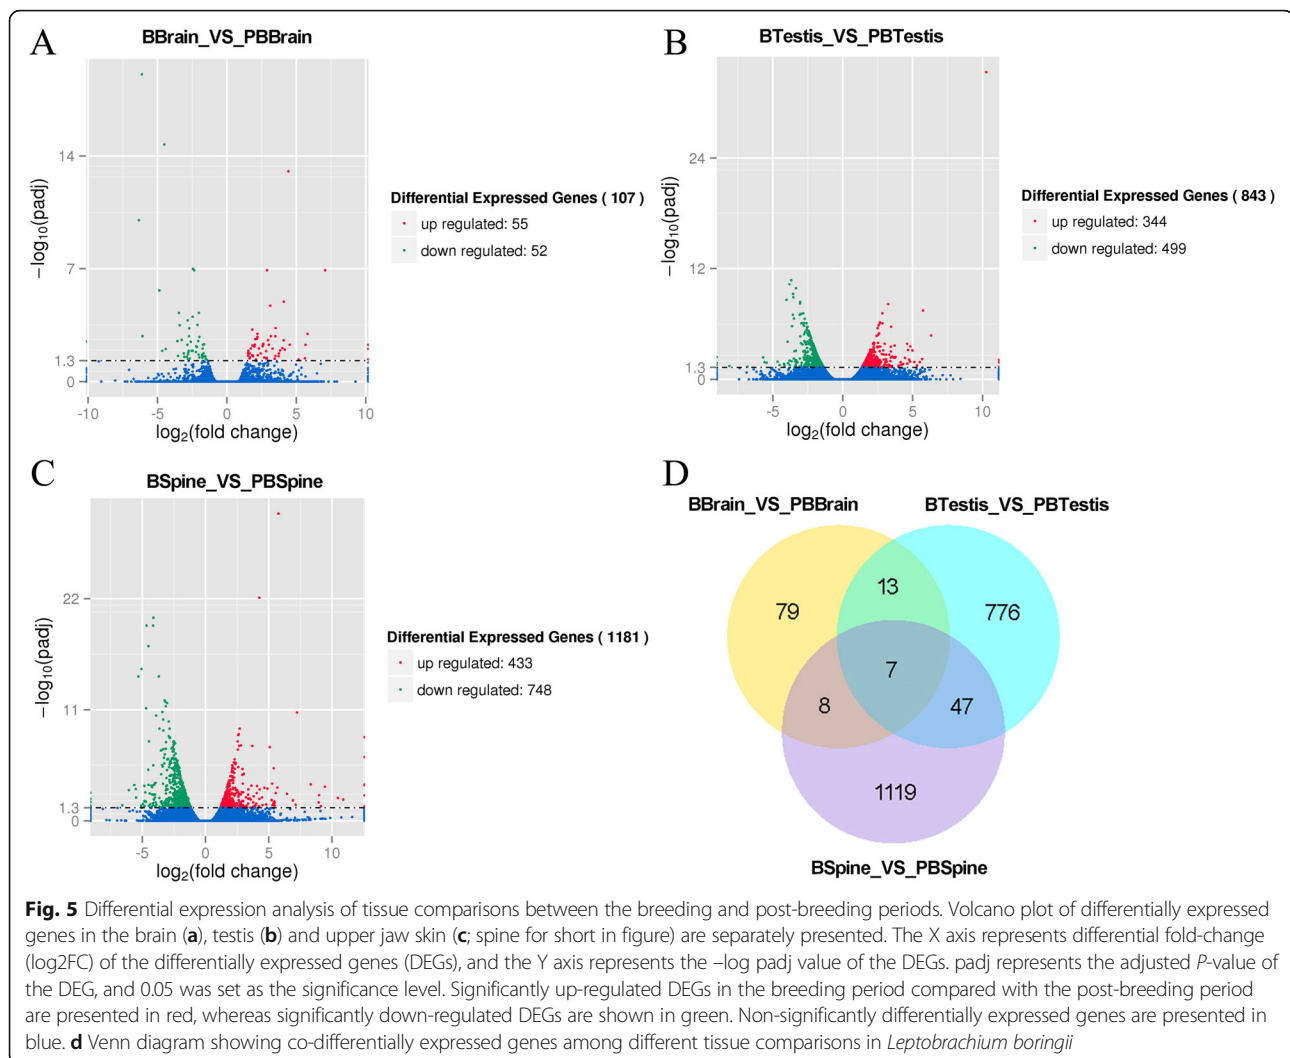 A
BBrain_VS_PBBrain
−log10(padj)
14
7
1.3
0
-10
-5
0
5
10
log2(fold change)
Differential Expressed Genes ( 107 )
up regulated: 55
down regulated: 52
B
BTestis_VS_PBTestis
−log10(padj)
24
12
1.3
0
-5
0
5
10
log2(fold change)
Differential Expressed Genes ( 843 )
up regulated: 344
down regulated: 499
C
BSpine_VS_PBSpine
−log10(padj)
22
11
1.3
0
-5
0
5
10
log2(fold change)
Differential Expressed Genes ( 1181 )
up regulated: 433
down regulated: 748
D
BBrain_VS_PBBrain
BTestis_VS_PBTestis
13
79
776
7
8
47
1119
BSpine_VS_PBSpine
Fig. 5 Differential expression analysis of tissue comparisons between the breeding and post-breeding periods. Volcano plot of differentially expressed
genes in the brain (a), testis (b) and upper jaw skin (c; spine for short in figure) are separately presented. The X axis represents differential fold-change
(log2FC) of the differentially expressed genes (DEGs), and the Y axis represents the –log padj value of the DEGs. padj represents the adjusted P-value of
the DEG, and 0.05 was set as the significance level. Significantly up-regulated DEGs in the breeding period compared with the post-breeding period
are presented in red, whereas significantly down-regulated DEGs are shown in green. Non-significantly differentially expressed genes are presented in
blue. d Venn diagram showing co-differentially expressed genes among different tissue comparisons in Leptobrachium boringii